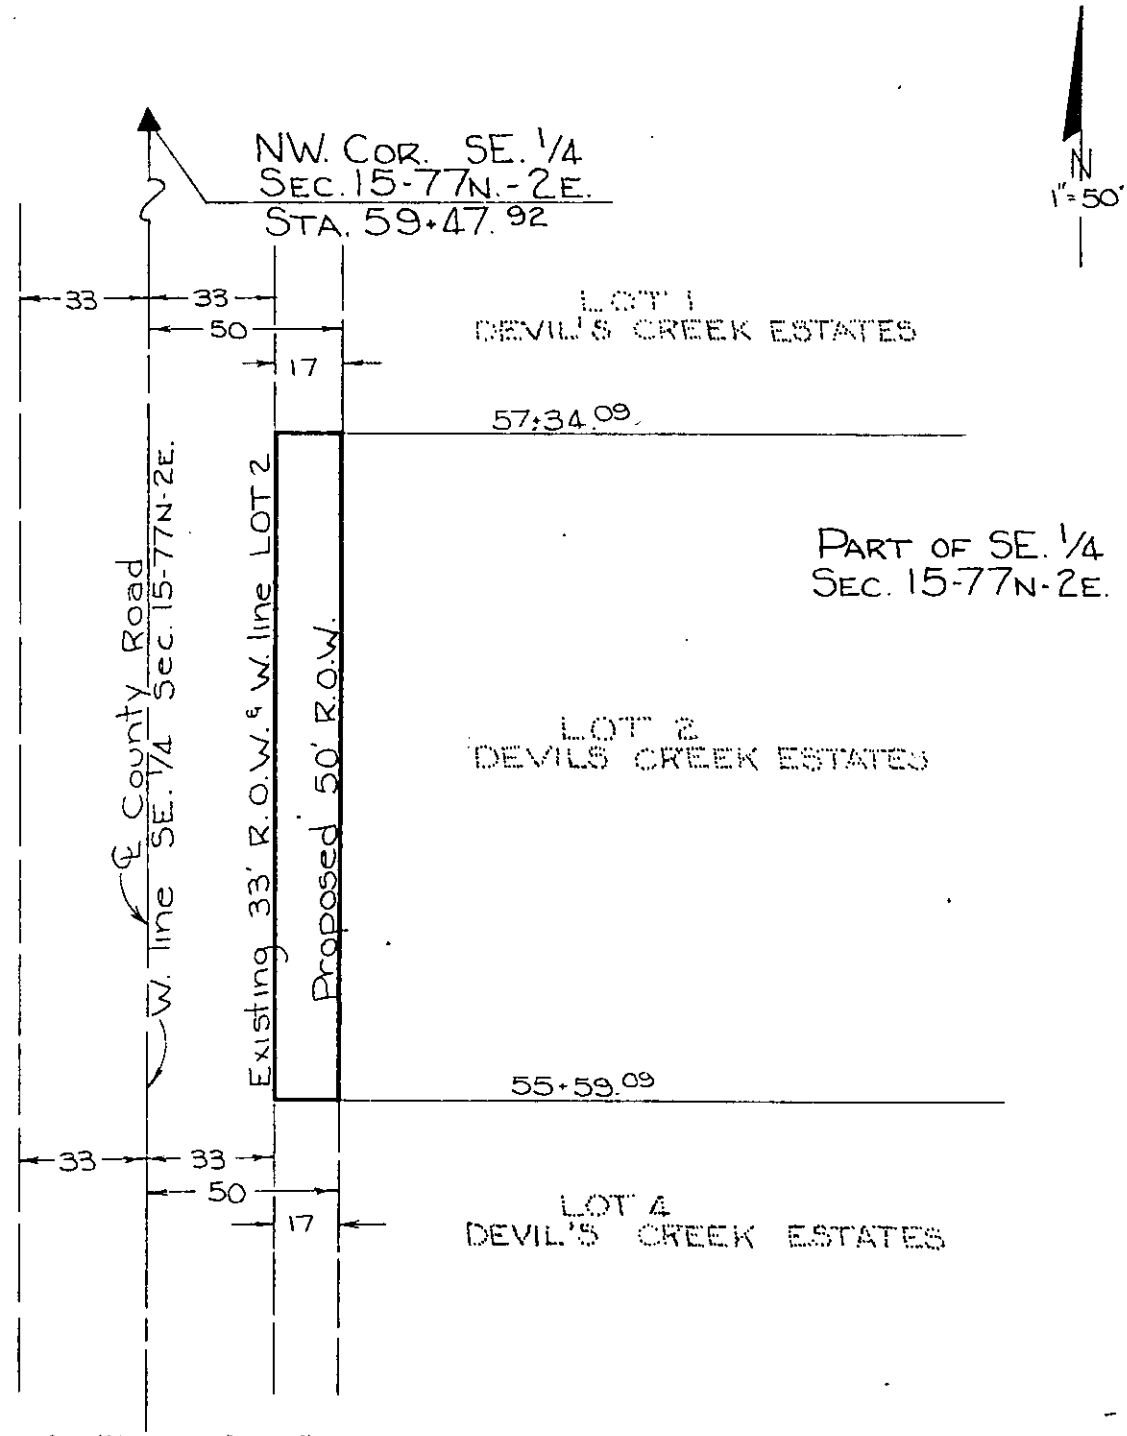 NW. COR. SE. 1/4
SEC. 15-77N.-2E.
STA. 59+47.92
N
1"=50'
33
33
50
17
LOT 1
DEVIL'S CREEK ESTATES
57+34.09
℄ County Road
W. line SE. 1/4 Sec. 15-77N-2E.
Existing 33' R.O.W. & W. line LOT 2
Proposed 50' R.O.W.
PART OF SE. 1/4
SEC. 15-77N-2E.
LOT 2
DEVILS CREEK ESTATES
55+59.09
33
33
50
17
LOT 4
DEVIL'S CREEK ESTATES